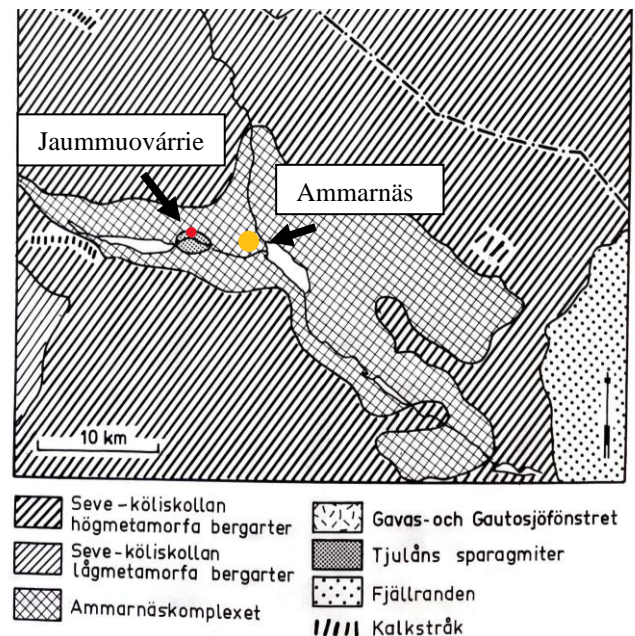 Jaummuovárrie
Ammarnäs
10 km
Seve-köliskollan
högmetamorfa bergarter
Seve-köliskollan
lågmetamorfa bergarter
Ammarnäskomplexet
Gavas- och Gautosjöfönstret
Tjulåns sparagmiter
Fjällranden
Kalkstråk